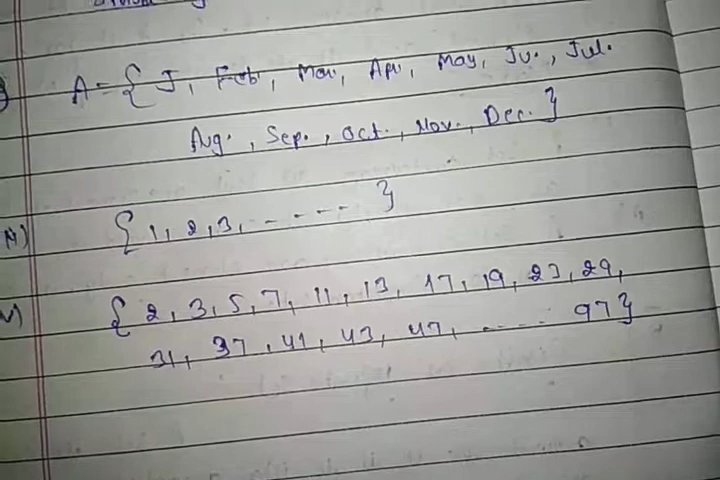 A = { J, Feb, Mar, Apr, May, Ju., Jul.
Aug., Sep., Oct., Nov., Dec. }
{ 1, 2, 3, ----- }
v) { 2, 3, 5, 7, 11, 13, 17, 19, 23, 29,
31, 37, 41, 43, 47, ..... 97 }